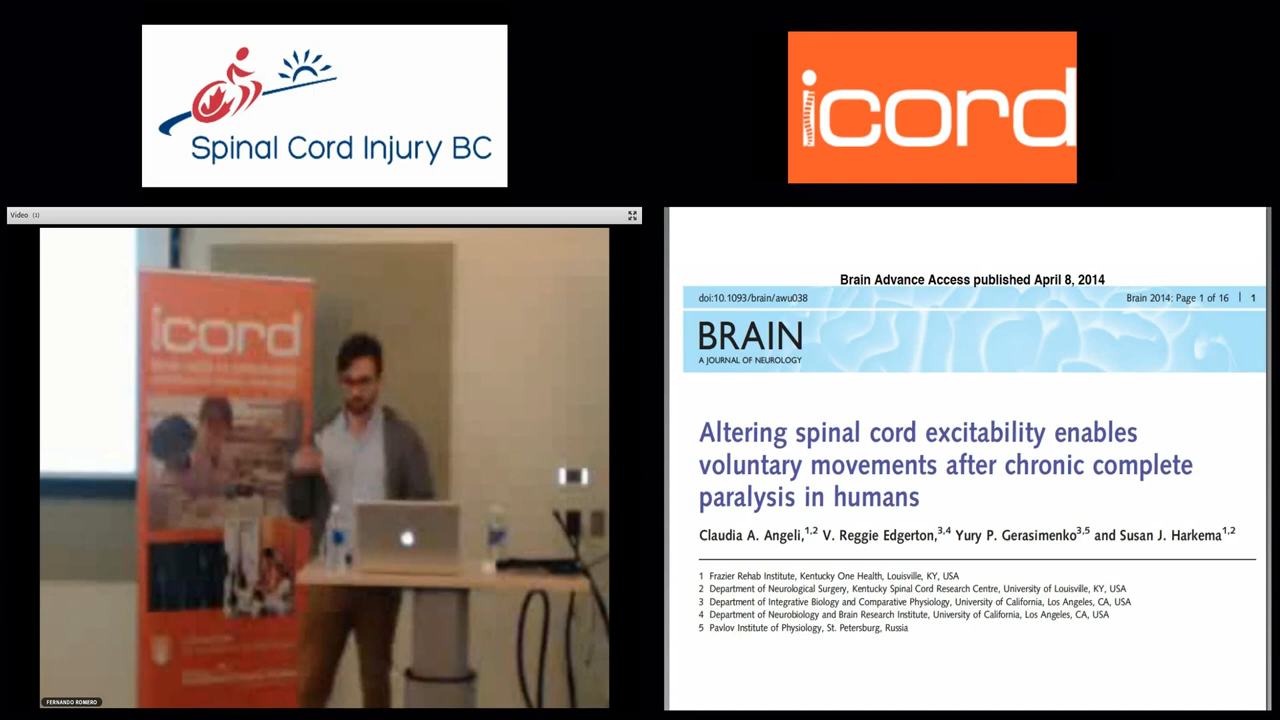 Spinal Cord Injury BC
icord
Video (1)
icord
FERNANDO ROMERO
Brain Advance Access published April 8, 2014
doi:10.1093/brain/awu038
Brain 2014: Page 1 of 16 | 1
BRAIN
A JOURNAL OF NEUROLOGY
Altering spinal cord excitability enables
voluntary movements after chronic complete
paralysis in humans
Claudia A. Angeli,1,2 V. Reggie Edgerton,3,4 Yury P. Gerasimenko3,5 and Susan J. Harkema1,2
1 Frazier Rehab Institute, Kentucky One Health, Louisville, KY, USA
2 Department of Neurological Surgery, Kentucky Spinal Cord Research Centre, University of Louisville, KY, USA
3 Department of Integrative Biology and Comparative Physiology, University of California, Los Angeles, CA, USA
4 Department of Neurobiology and Brain Research Institute, University of California, Los Angeles, CA, USA
5 Pavlov Institute of Physiology, St. Petersburg, Russia